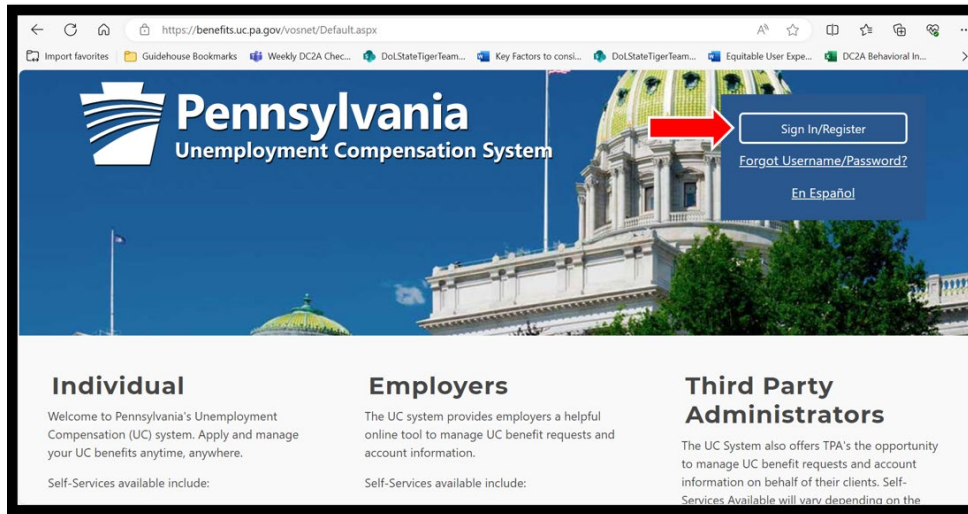 https://benefits.uc.pa.gov/vosnet/Default.aspx
Import favorites Guidehouse Bookmarks Weekly DC2A Chec... DoLStateTigerTeam... Key Factors to consi... DoLStateTigerTeam... Equitable User Expe... DC2A Behavioral In...
Pennsylvania
Unemployment Compensation System
Sign In/Register
Forgot Username/Password?
En Español
Individual
Welcome to Pennsylvania's Unemployment
Compensation (UC) system. Apply and manage
your UC benefits anytime, anywhere.
Self-Services available include:
Employers
The UC system provides employers a helpful
online tool to manage UC benefit requests and
account information.
Self-Services available include:
Third Party
Administrators
The UC System also offers TPA's the opportunity
to manage UC benefit requests and account
information on behalf of their clients. Self-
Services Available will vary depending on the